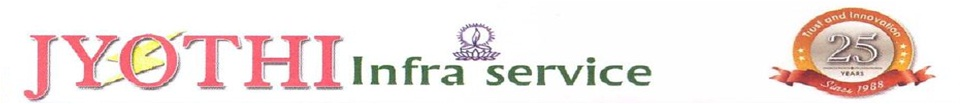 JYOTHI Infra service
Trust and Innovation
25
YEARS
Since 1988